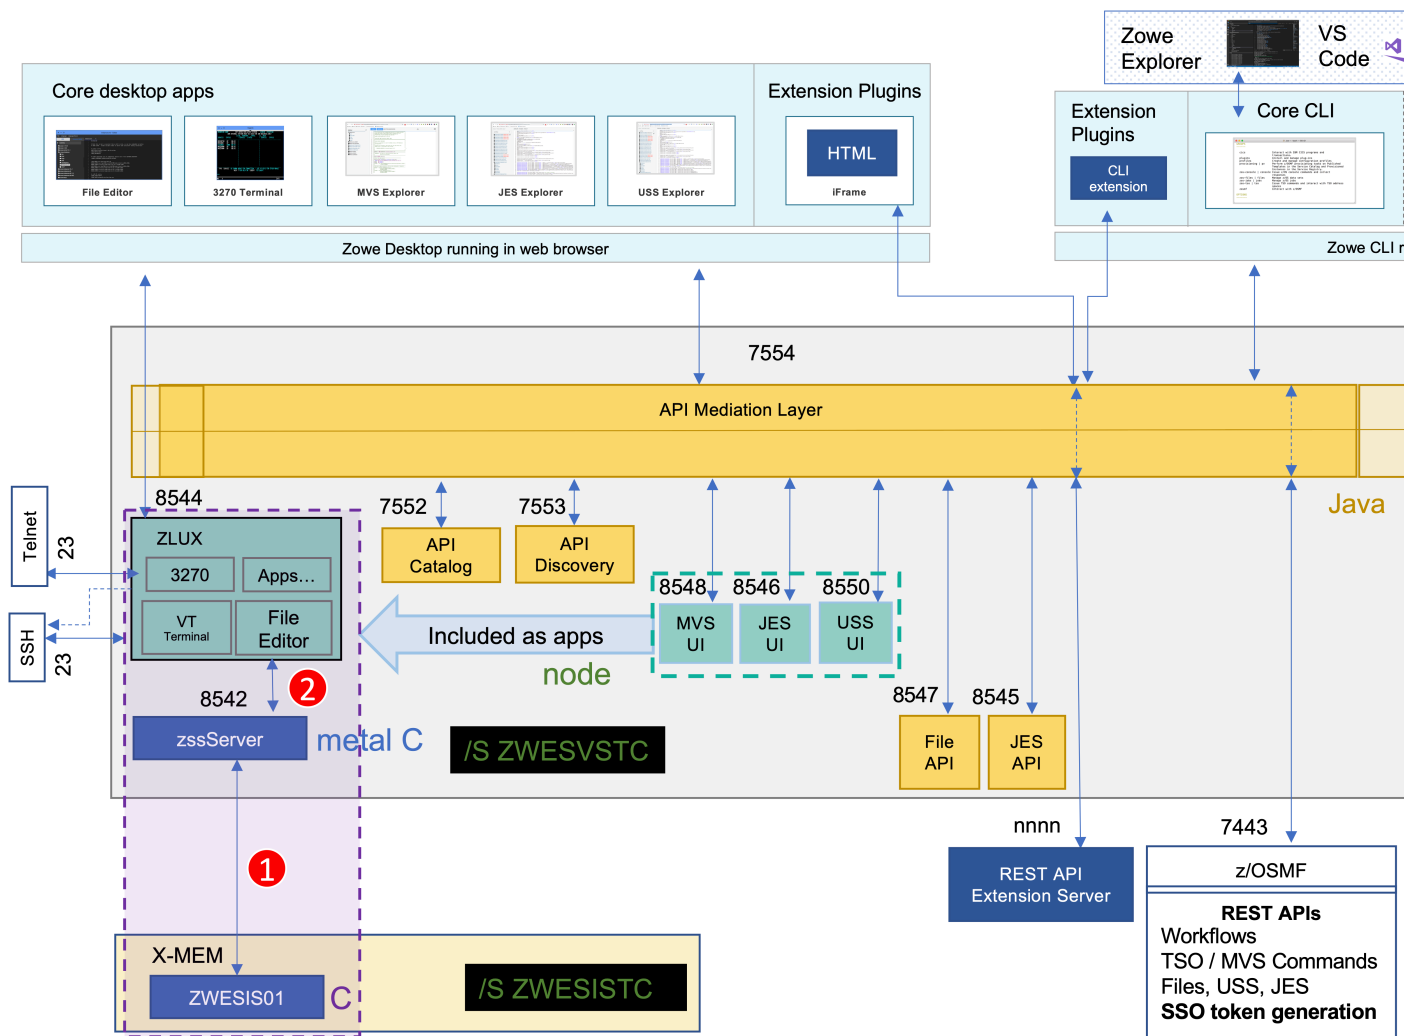 Zowe
Explorer
VS
Code
Core desktop apps
Extension Plugins
File Editor
3270 Terminal
MVS Explorer
JES Explorer
USS Explorer
HTML
iFrame
Extension
Plugins
CLI
extension
Core CLI
Zowe Desktop running in web browser
Zowe CLI r
7554
API Mediation Layer
Java
8544
ZLUX
3270
Apps...
VT
Terminal
File
Editor
Telnet
23
SSH
23
7552
API
Catalog
7553
API
Discovery
8548
8546
8550
MVS
UI
JES
UI
USS
UI
Included as apps
node
2
8542
zssServer
metal C
/S ZWESVSTC
8547
8545
File
API
JES
API
1
nnnn
REST API
Extension Server
7443
z/OSMF
REST APIs
Workflows
TSO / MVS Commands
Files, USS, JES
SSO token generation
X-MEM
ZWESIS01
C
/S ZWESISTC